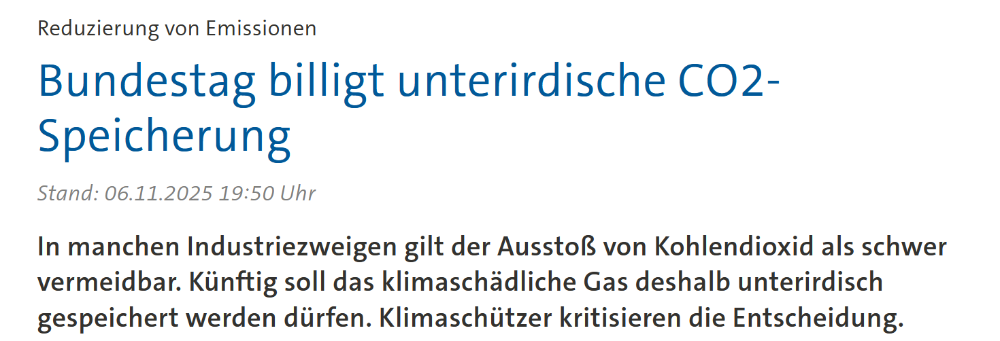 Reduzierung von Emissionen
Bundestag billigt unterirdische CO2-
Speicherung
Stand: 06.11.2025 19:50 Uhr
In manchen Industriezweigen gilt der Ausstoß von Kohlendioxid als schwer
vermeidbar. Künftig soll das klimaschädliche Gas deshalb unterirdisch
gespeichert werden dürfen. Klimaschützer kritisieren die Entscheidung.